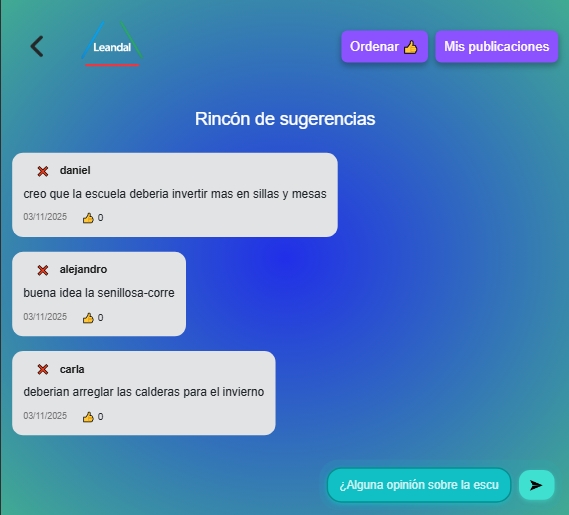 Leandal
Ordenar 👍
Mis publicaciones
Rincón de sugerencias
daniel
creo que la escuela deberia invertir mas en sillas y mesas
03/11/2025 👍 0
alejandro
buena idea la senillosa-corre
03/11/2025 👍 0
carla
deberian arreglar las calderas para el invierno
03/11/2025 👍 0
¿Alguna opinión sobre la escu